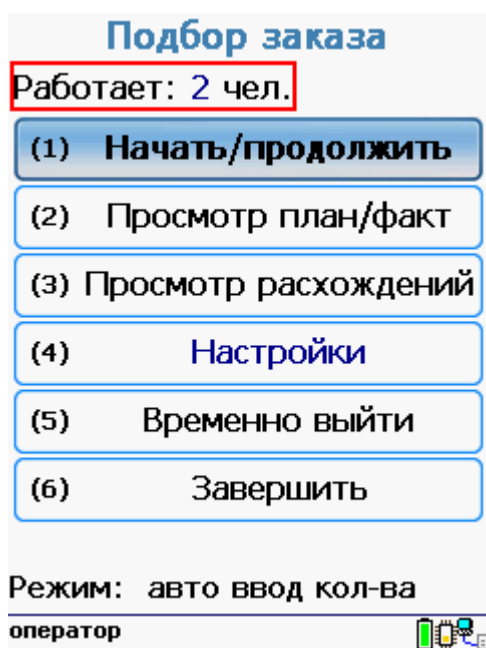 Подбор заказа
Работает: 2 чел.
(1) Начать/продолжить
(2) Просмотр план/факт
(3) Просмотр расхождений
(4) Настройки
(5) Временно выйти
(6) Завершить
Режим: авто ввод кол-ва
оператор